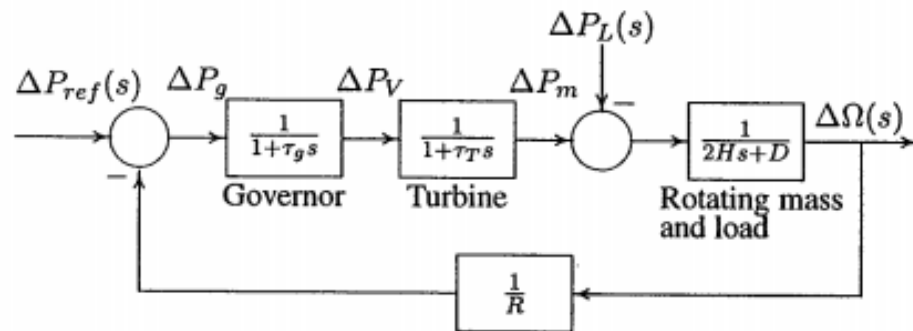 ΔP_L(s)
ΔP_ref(s) ΔP_g ΔP_V ΔP_m ΔΩ(s)
1/(1+τ_g s) 1/(1+τ_T s) − 1/(2Hs+D)
−
Governor Turbine Rotating mass
and load
1/R